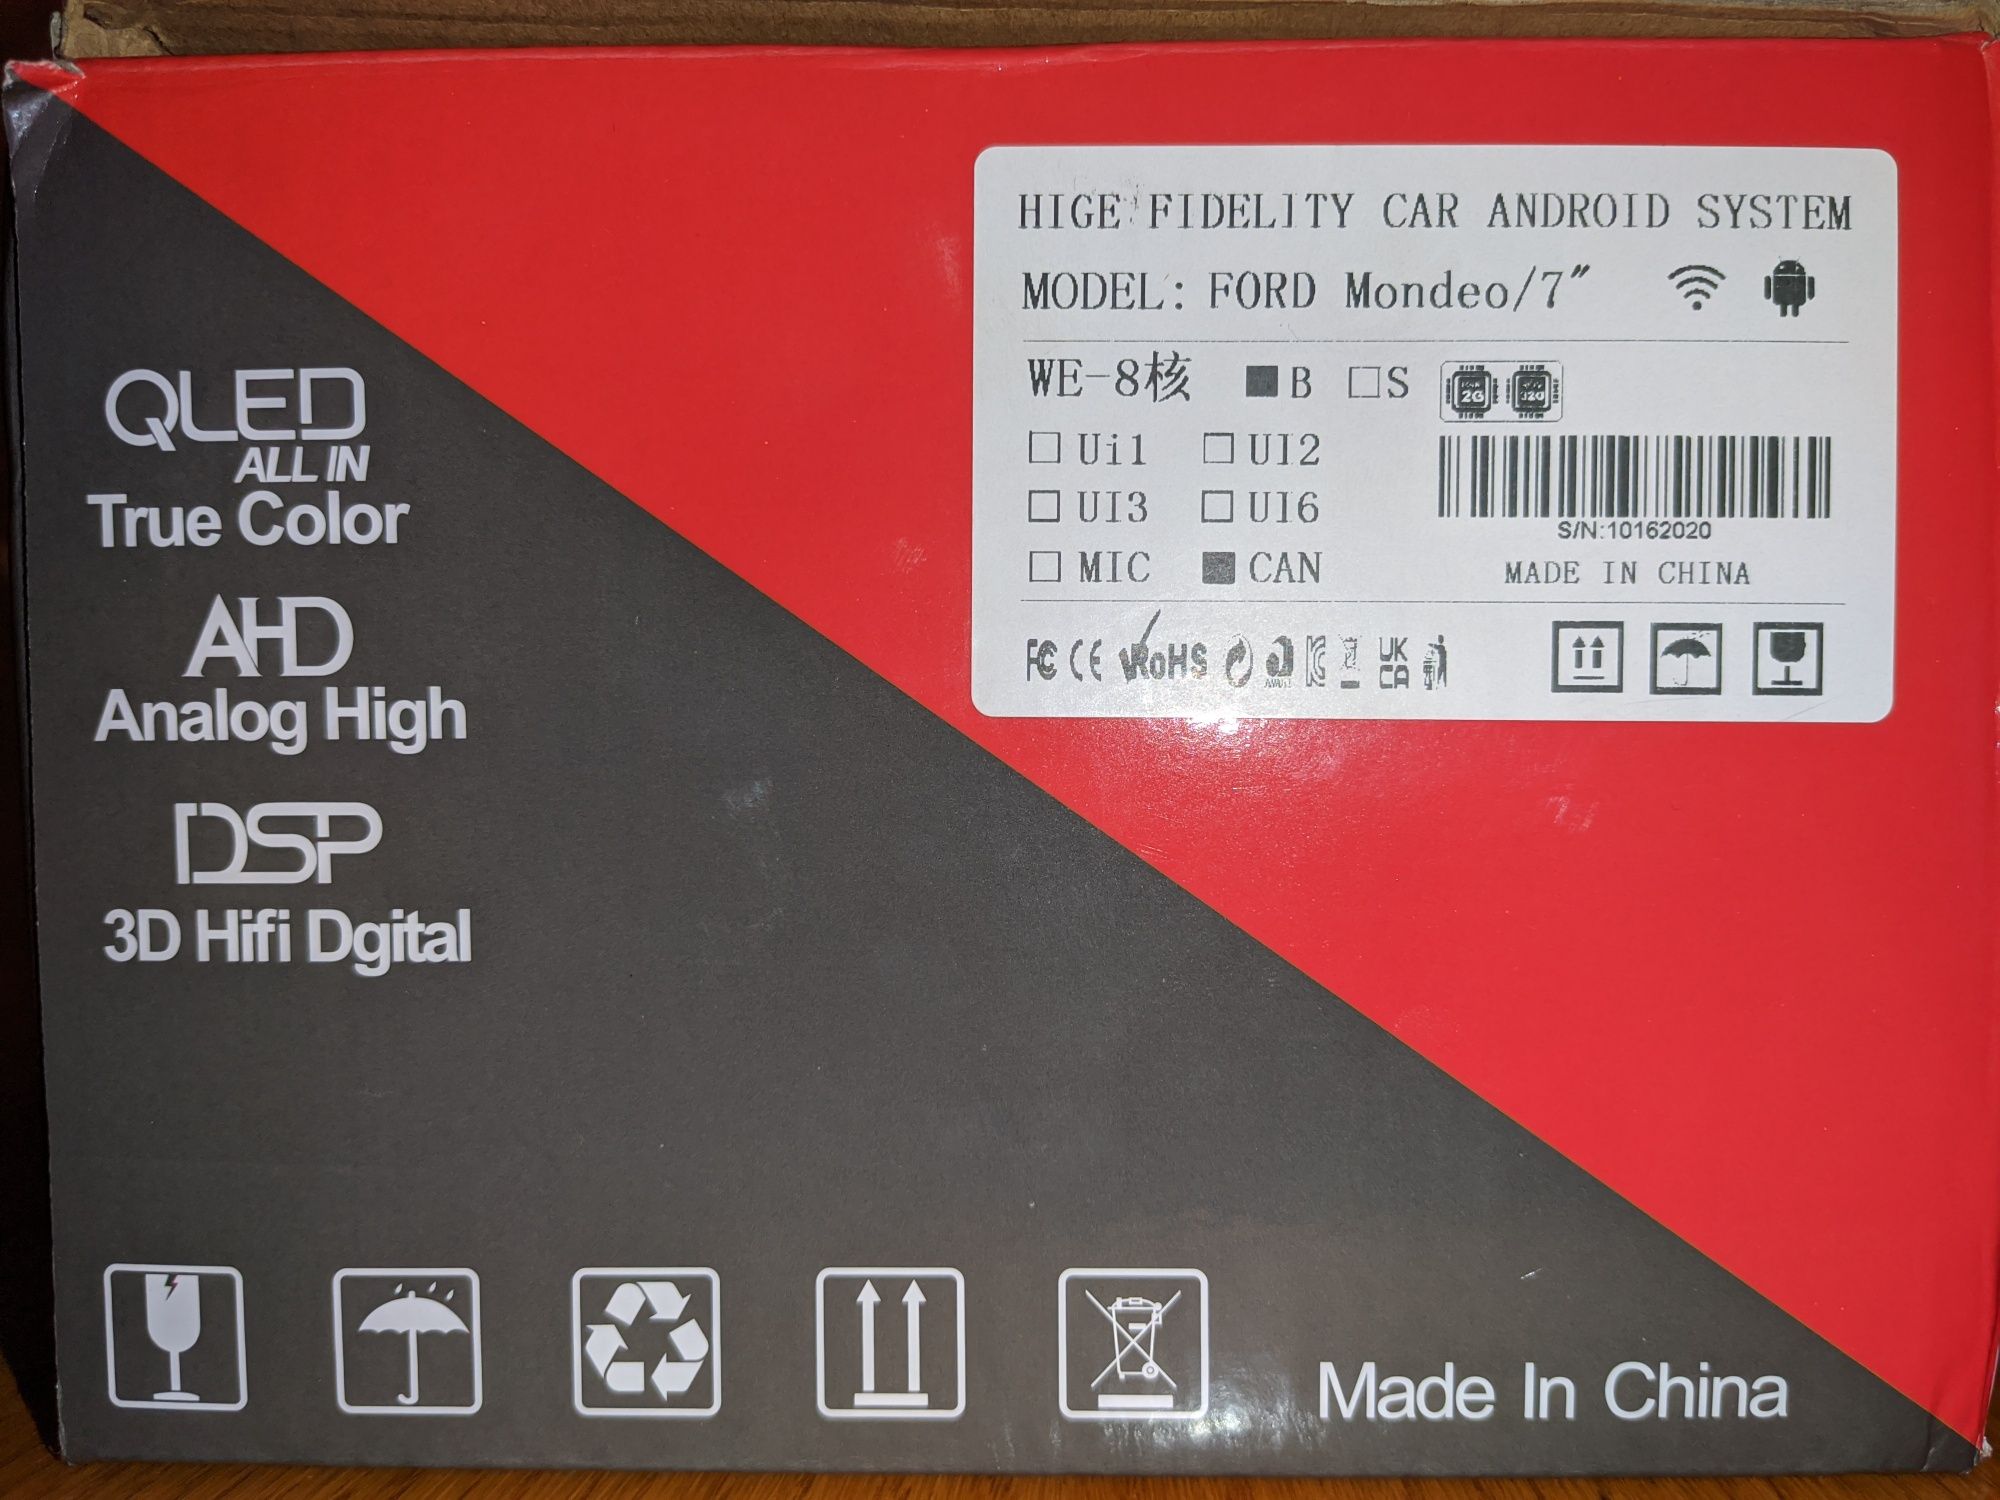 QLED
ALL IN
True Color
AHD
Analog High
DSP
3D Hifi Dgital
HIGE FIDELITY CAR ANDROID SYSTEM
MODEL: FORD Mondeo/7"
WE-8核 ■B □S 2G 32G
□ Ui1 □ UI2
□ UI3 □ UI6
□ MIC ■ CAN
S/N:10162020
MADE IN CHINA
FC CE RoHS UK CA
Made In China